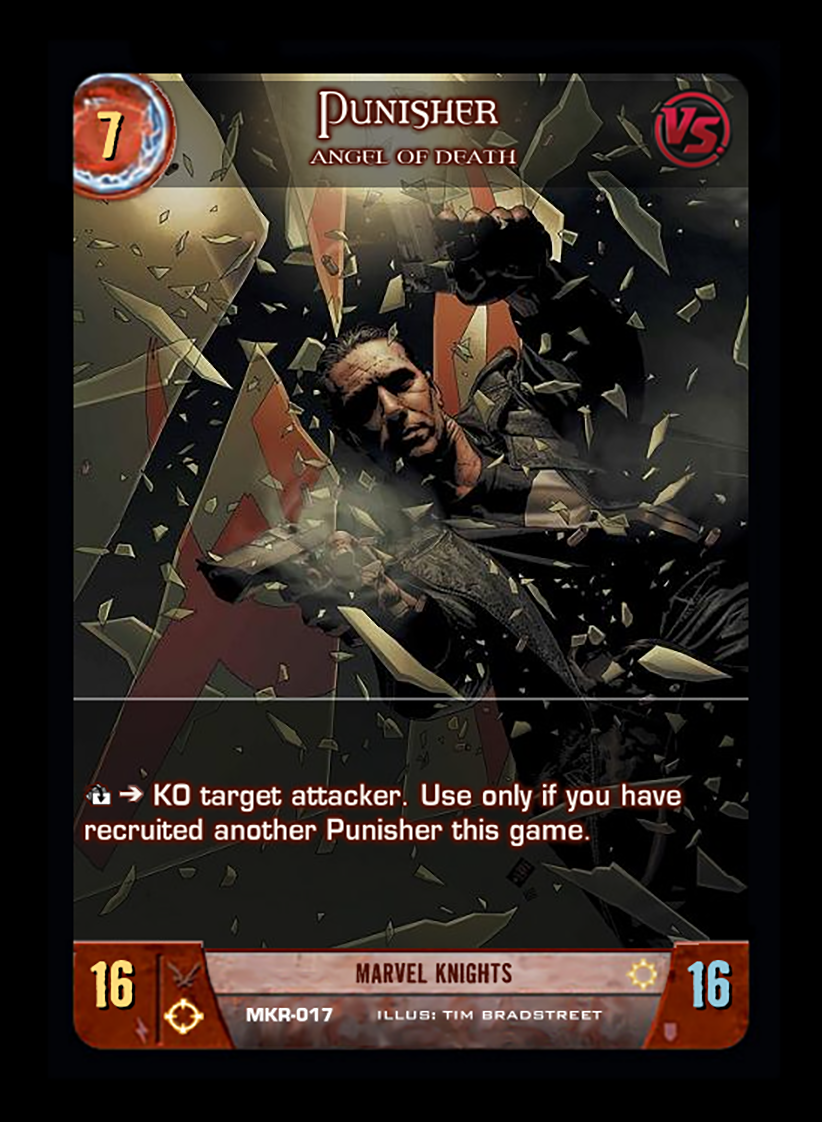 7
PUNISHER
ANGEL OF DEATH
VS.
→ KO target attacker. Use only if you have
recruited another Punisher this game.
16
MARVEL KNIGHTS
16
MKR-017 ILLUS: TIM BRADSTREET